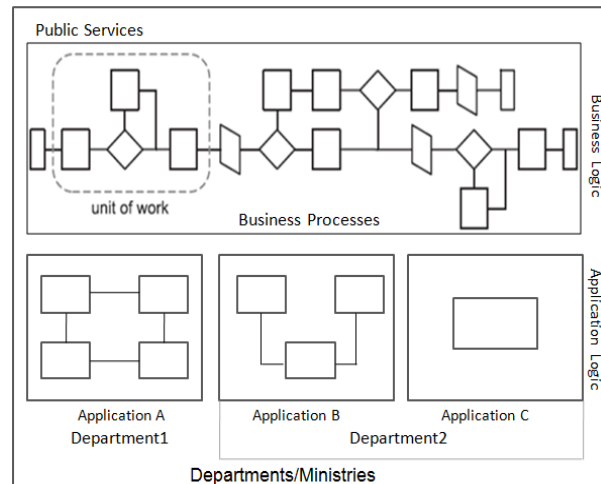 Public Services
unit of work
Business Processes
Business Logic
Application A
Application B
Application C
Application Logic
Department1
Department2
Departments/Ministries